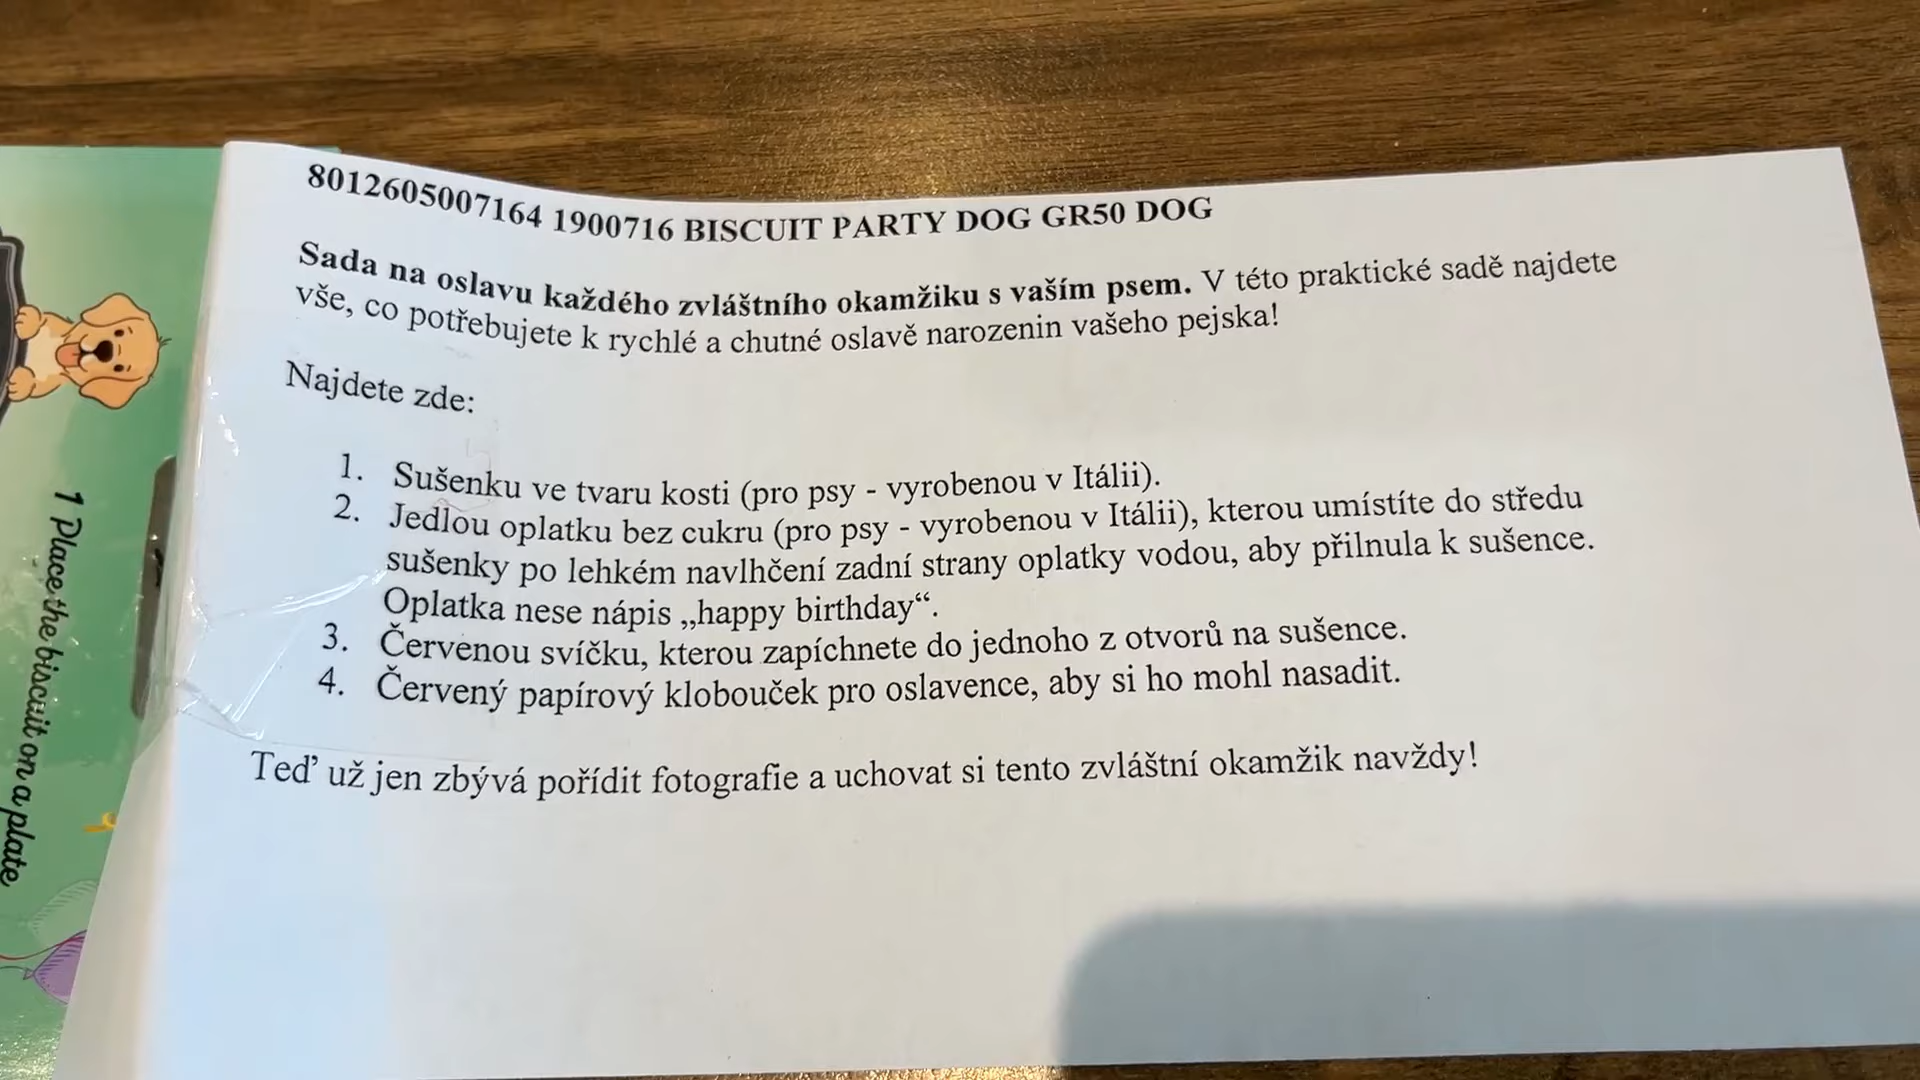 8012605007164 1900716 BISCUIT PARTY DOG GR50 DOG
Sada na oslavu každého zvláštního okamžiku s vaším psem. V této praktické sadě najdete
vše, co potřebujete k rychlé a chutné oslavě narozenin vašeho pejska!
Najdete zde:
1. Sušenku ve tvaru kosti (pro psy - vyrobenou v Itálii).
2. Jedlou oplatku bez cukru (pro psy - vyrobenou v Itálii), kterou umístíte do středu
sušenky po lehkém navlhčení zadní strany oplatky vodou, aby přilnula k sušence.
Oplatka nese nápis „happy birthday“.
3. Červenou svíčku, kterou zapíchnete do jednoho z otvorů na sušence.
4. Červený papírový klobouček pro oslavence, aby si ho mohl nasadit.
Teď už jen zbývá pořídit fotografie a uchovat si tento zvláštní okamžik navždy!
1 Place the biscuit on a plate